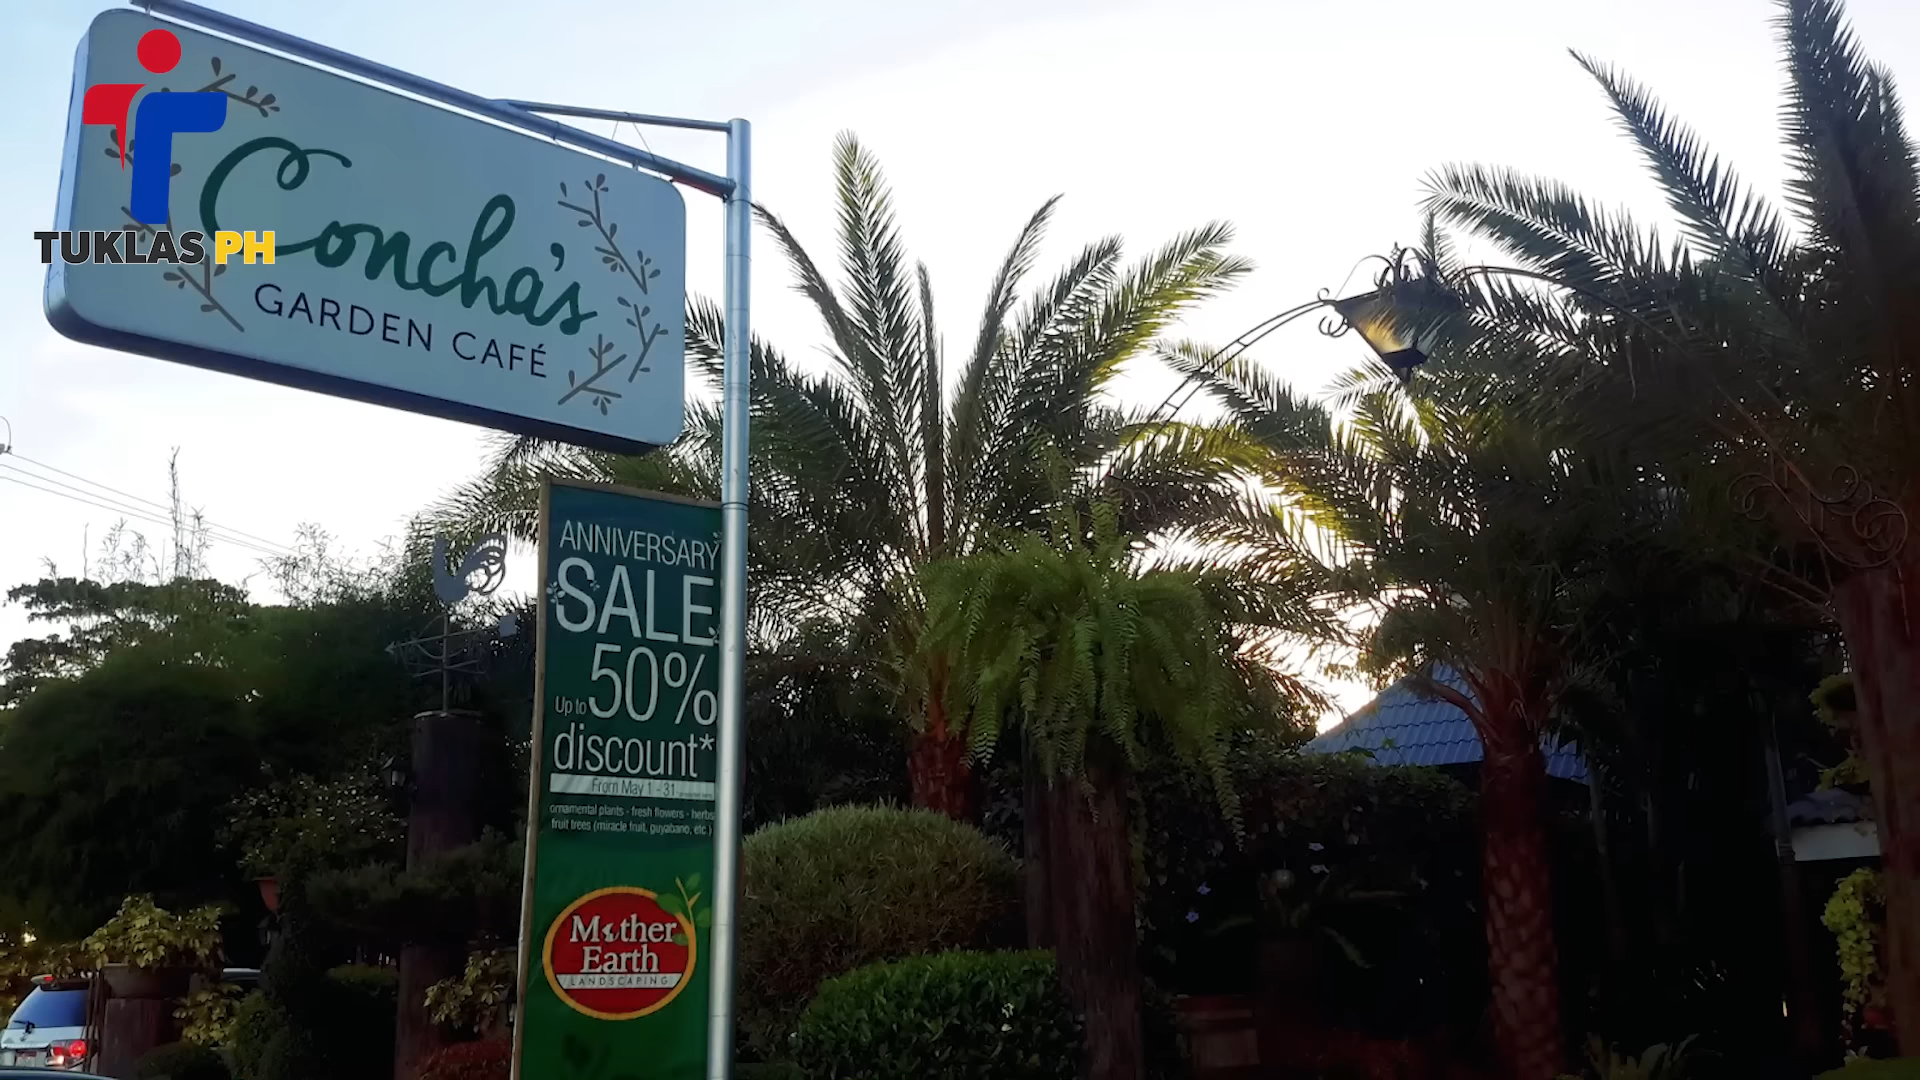 TUKLAS PH
Concha's
GARDEN CAFÉ
ANNIVERSARY
SALE
Up to 50%
discount*
From May 1 - 31
ornamental plants - fresh flowers - herbs
fruit trees (miracle fruit, guyabano, etc.)
Mother
Earth
LANDSCAPING